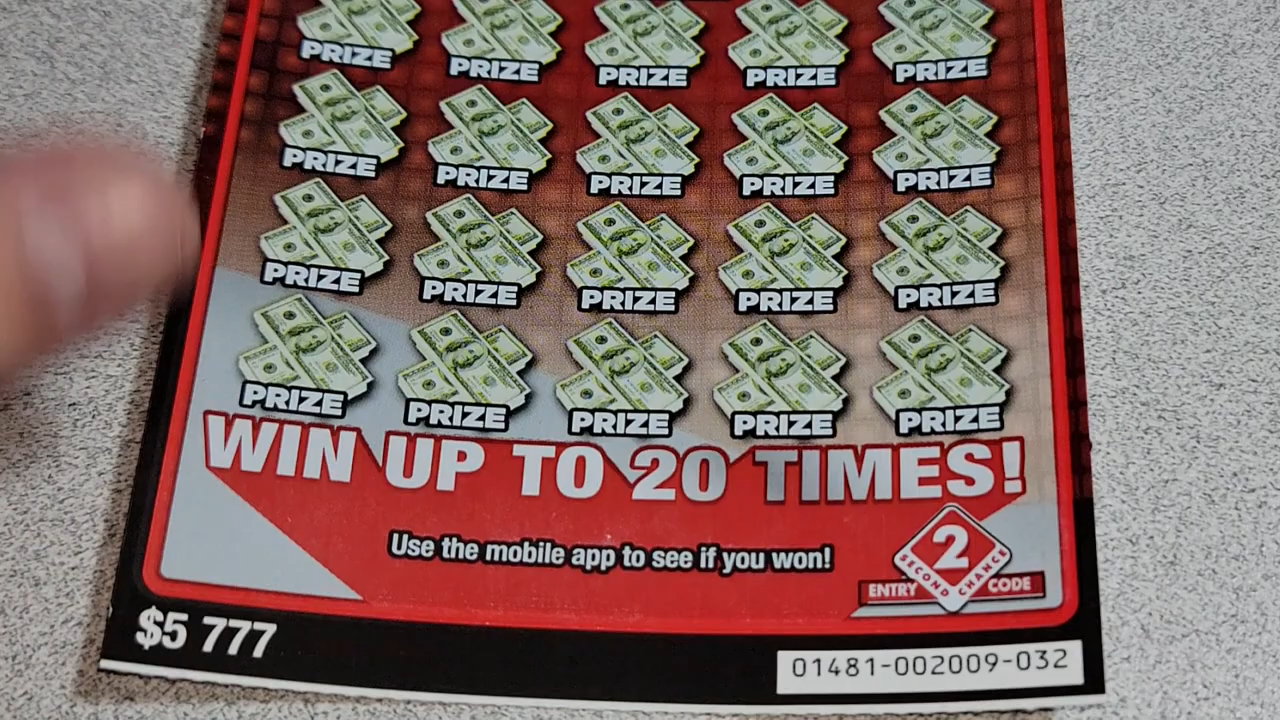 PRIZE PRIZE PRIZE PRIZE PRIZE
PRIZE PRIZE PRIZE PRIZE PRIZE
PRIZE PRIZE PRIZE PRIZE PRIZE
PRIZE PRIZE PRIZE PRIZE PRIZE
WIN UP TO 20 TIMES!
Use the mobile app to see if you won!
2
SECOND CHANCE
ENTRY CODE
$5 777
01481-002009-032